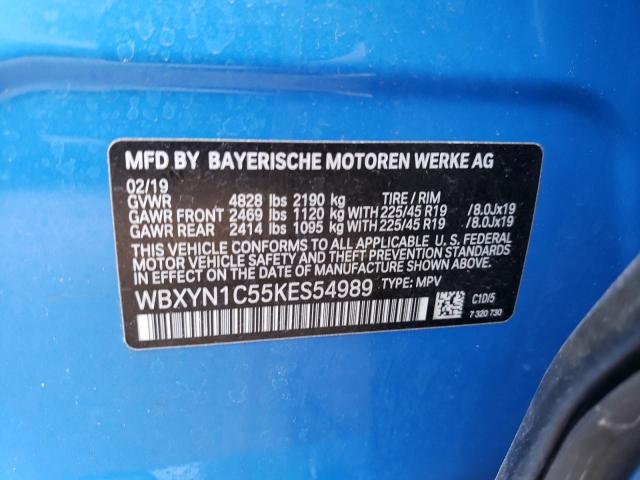 MFD BY BAYERISCHE MOTOREN WERKE AG
02/19
GVWR 4828 lbs 2190 kg TIRE / RIM
GAWR FRONT 2469 lbs 1120 kg WITH 225/45 R19 /8.0Jx19
GAWR REAR 2414 lbs 1095 kg WITH 225/45 R19 /8.0Jx19
THIS VEHICLE CONFORMS TO ALL APPLICABLE U. S. FEDERAL
MOTOR VEHICLE SAFETY AND THEFT PREVENTION STANDARDS
IN EFFECT ON THE DATE OF MANUFACTURE SHOWN ABOVE.
WBXYN1C55KES54989 TYPE: MPV
C1D/5
7 320 730